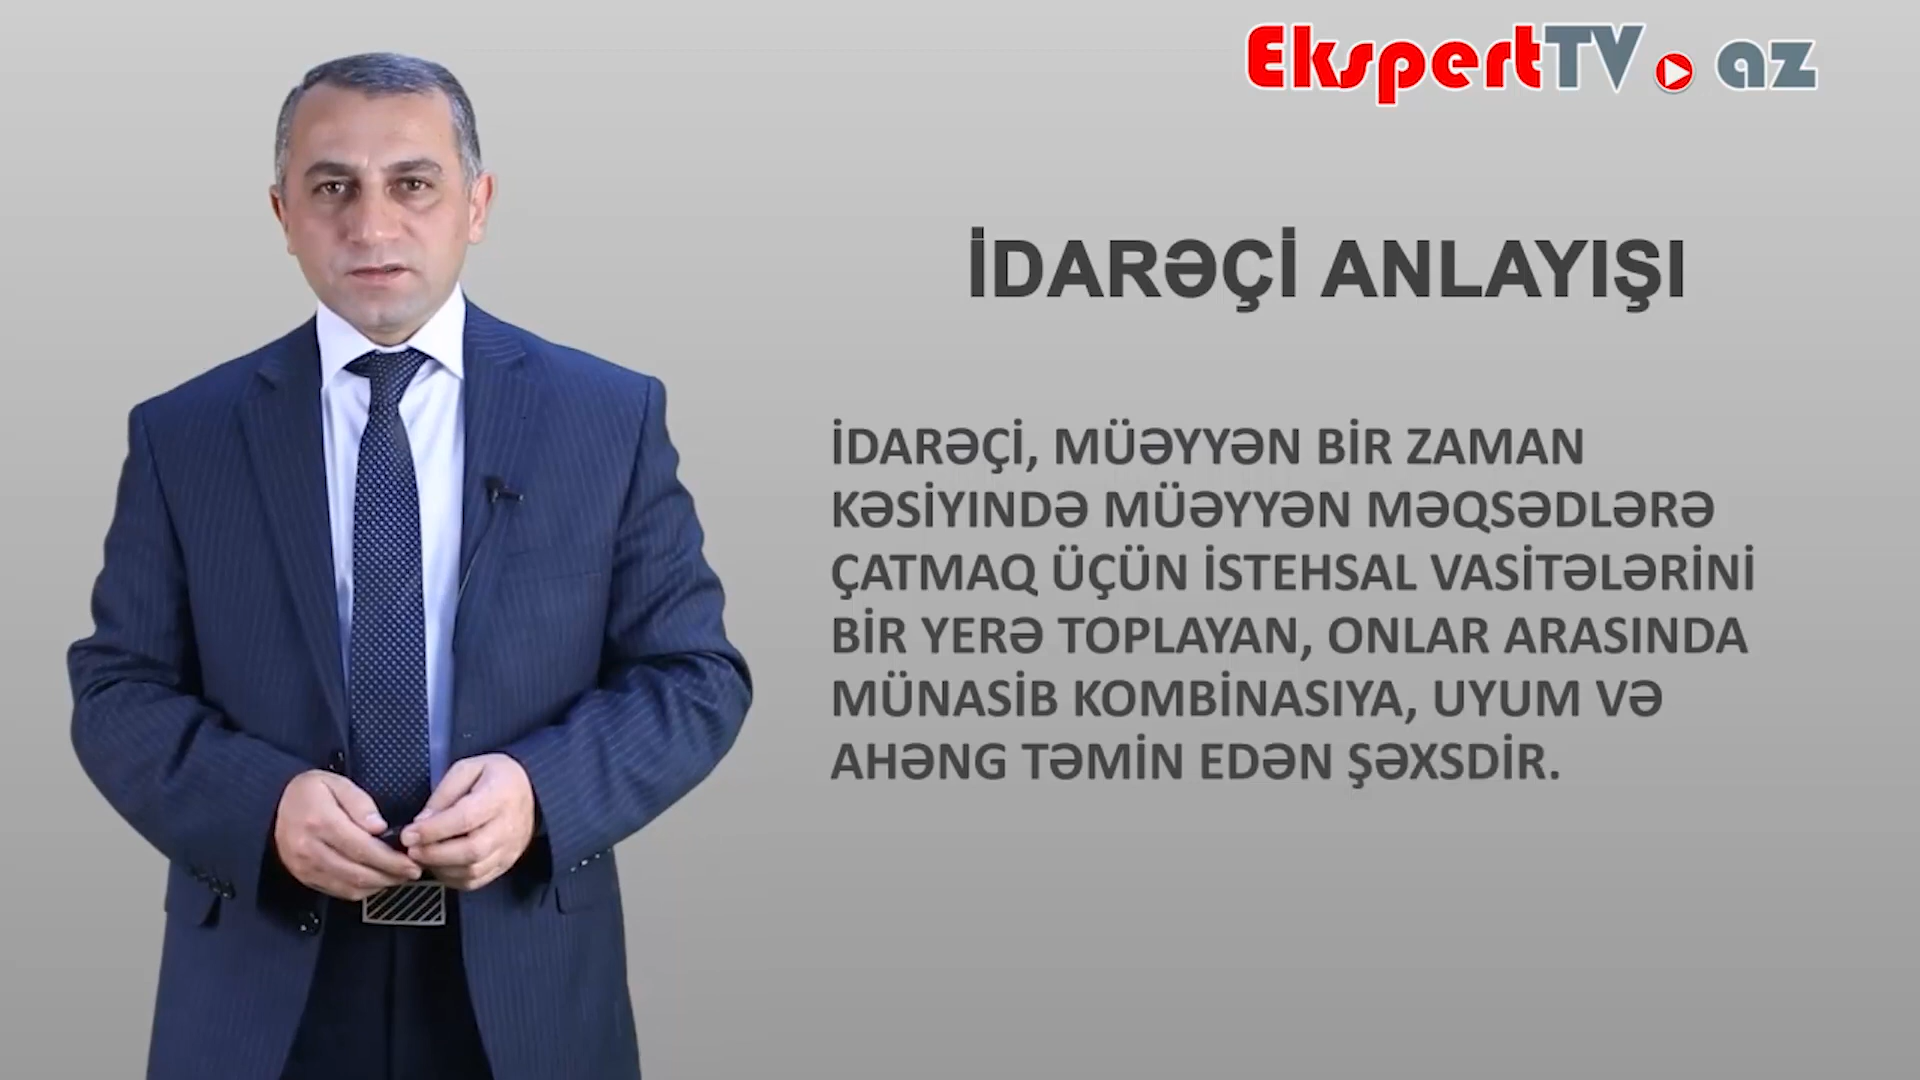 EkspertTV.az
İDARƏÇİ ANLAYIŞI
İDARƏÇİ, MÜƏYYƏN BİR ZAMAN
KƏSİYINDƏ MÜƏYYƏN MƏQSƏDLƏRƏ
ÇATMAQ ÜÇÜN İSTEHSAL VASİTƏLƏRİNİ
BİR YERƏ TOPLAYAN, ONLAR ARASINDA
MÜNASİB KOMBİNASIYA, UYUM VƏ
AHƏNG TƏMİN EDƏN ŞƏXSDİR.